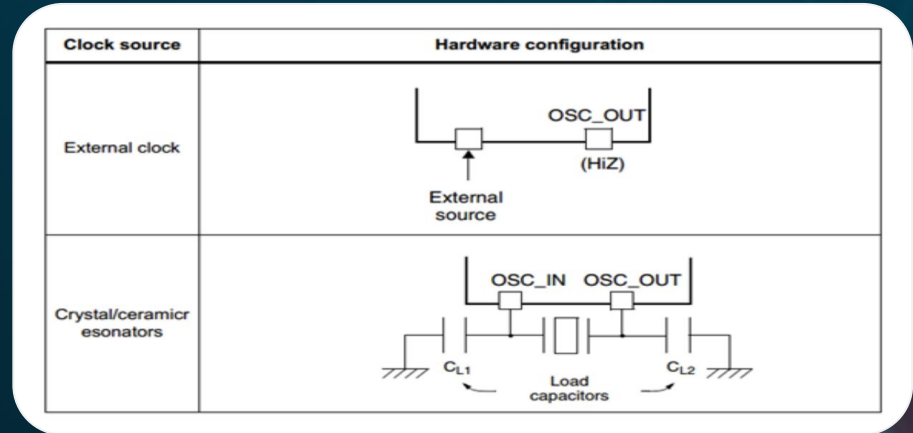 Clock source
Hardware configuration
External clock
OSC_OUT
(HiZ)
External
source
Crystal/ceramicr
esonators
OSC_IN OSC_OUT
CL1
CL2
Load
capacitors